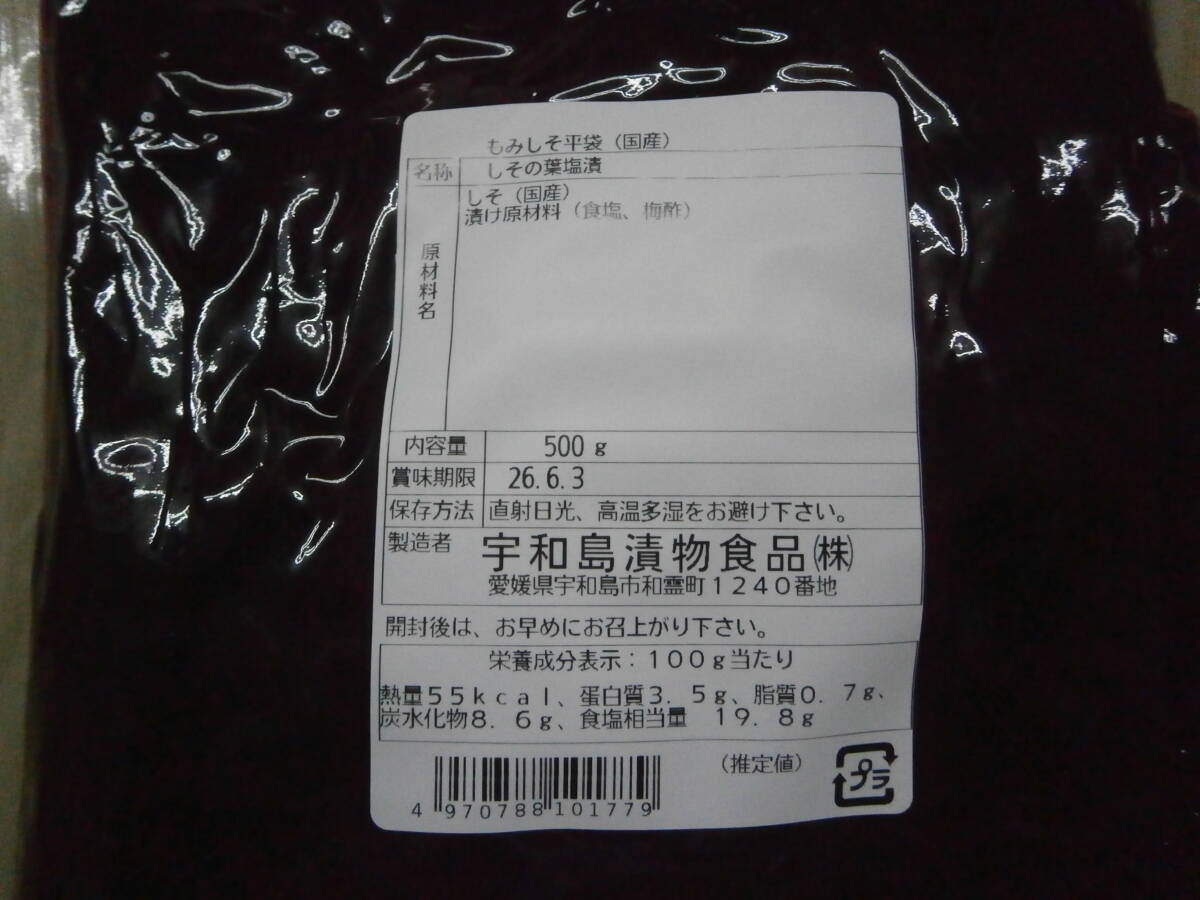 もみしそ平袋（国産）
名称 しその葉塩漬
原材料名 しそ（国産）
漬け原材料（食塩、梅酢）
内容量 500ｇ
賞味期限 26.6.3
保存方法 直射日光、高温多湿をお避け下さい。
製造者 宇和島漬物食品㈱
愛媛県宇和島市和霊町１２４０番地
開封後は、お早めにお召上がり下さい。
栄養成分表示：１００ｇ当たり
熱量５５ｋｃａｌ、蛋白質３．５ｇ、脂質０．７ｇ、
炭水化物８．６ｇ、食塩相当量　１９．８ｇ
（推定値）
プラ
4 970788 101779